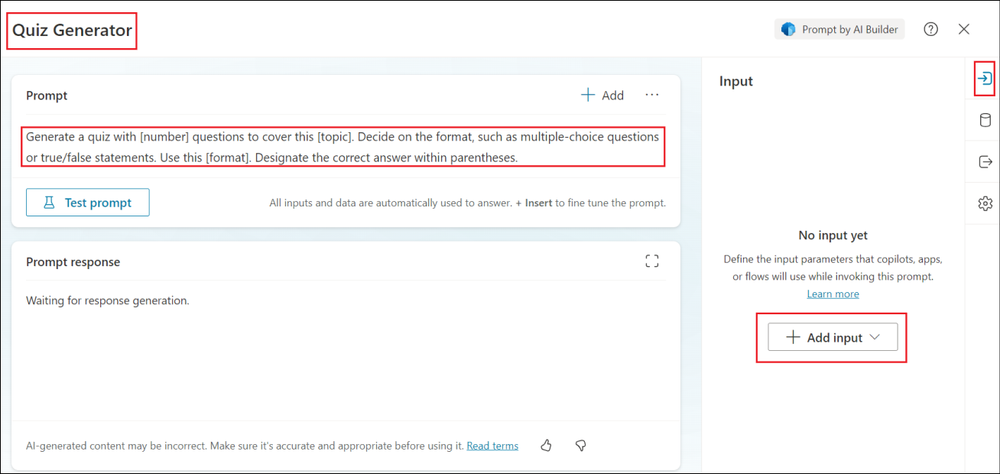 Quiz Generator
Prompt by AI Builder
Prompt
Add
Generate a quiz with [number] questions to cover this [topic]. Decide on the format, such as multiple-choice questions
or true/false statements. Use this [format]. Designate the correct answer within parentheses.
Test prompt
All inputs and data are automatically used to answer. + Insert to fine tune the prompt.
Prompt response
Waiting for response generation.
AI-generated content may be incorrect. Make sure it's accurate and appropriate before using it. Read terms
Input
No input yet
Define the input parameters that copilots, apps,
or flows will use while invoking this prompt.
Learn more
Add input